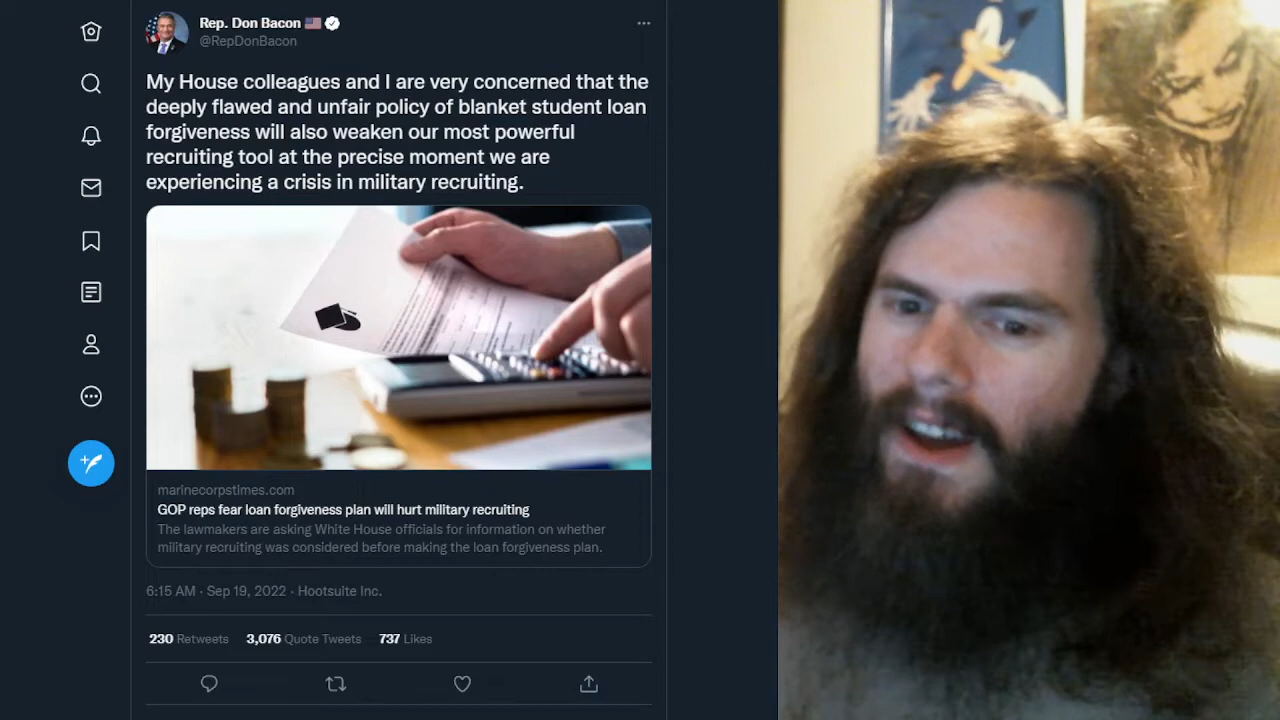 Rep. Don Bacon
@RepDonBacon
My House colleagues and I are very concerned that the
deeply flawed and unfair policy of blanket student loan
forgiveness will also weaken our most powerful
recruiting tool at the precise moment we are
experiencing a crisis in military recruiting.
marinecorpstimes.com
GOP reps fear loan forgiveness plan will hurt military recruiting
The lawmakers are asking White House officials for information on whether
military recruiting was considered before making the loan forgiveness plan.
6:15 AM · Sep 19, 2022 · Hootsuite Inc.
230 Retweets 3,076 Quote Tweets 737 Likes